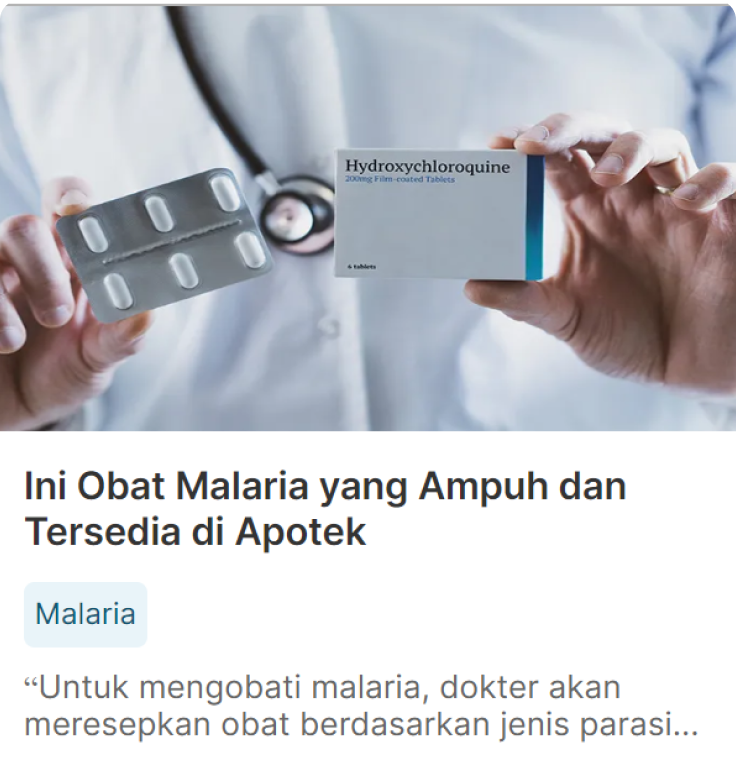 Hydroxychloroquine
200mg Film-coated Tablets
6 tablets
Ini Obat Malaria yang Ampuh dan
Tersedia di Apotek
Malaria
“Untuk mengobati malaria, dokter akan
meresepkan obat berdasarkan jenis parasi...